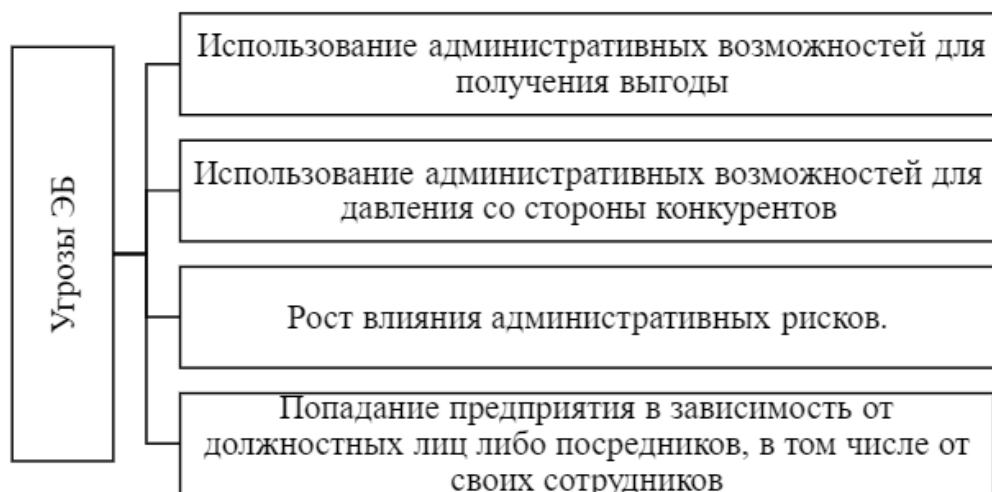 Угрозы ЭБ
Использование административных возможностей для
получения выгоды
Использование административных возможностей для
давления со стороны конкурентов
Рост влияния административных рисков.
Попадание предприятия в зависимость от
должностных лиц либо посредников, в том числе от
своих сотрудников